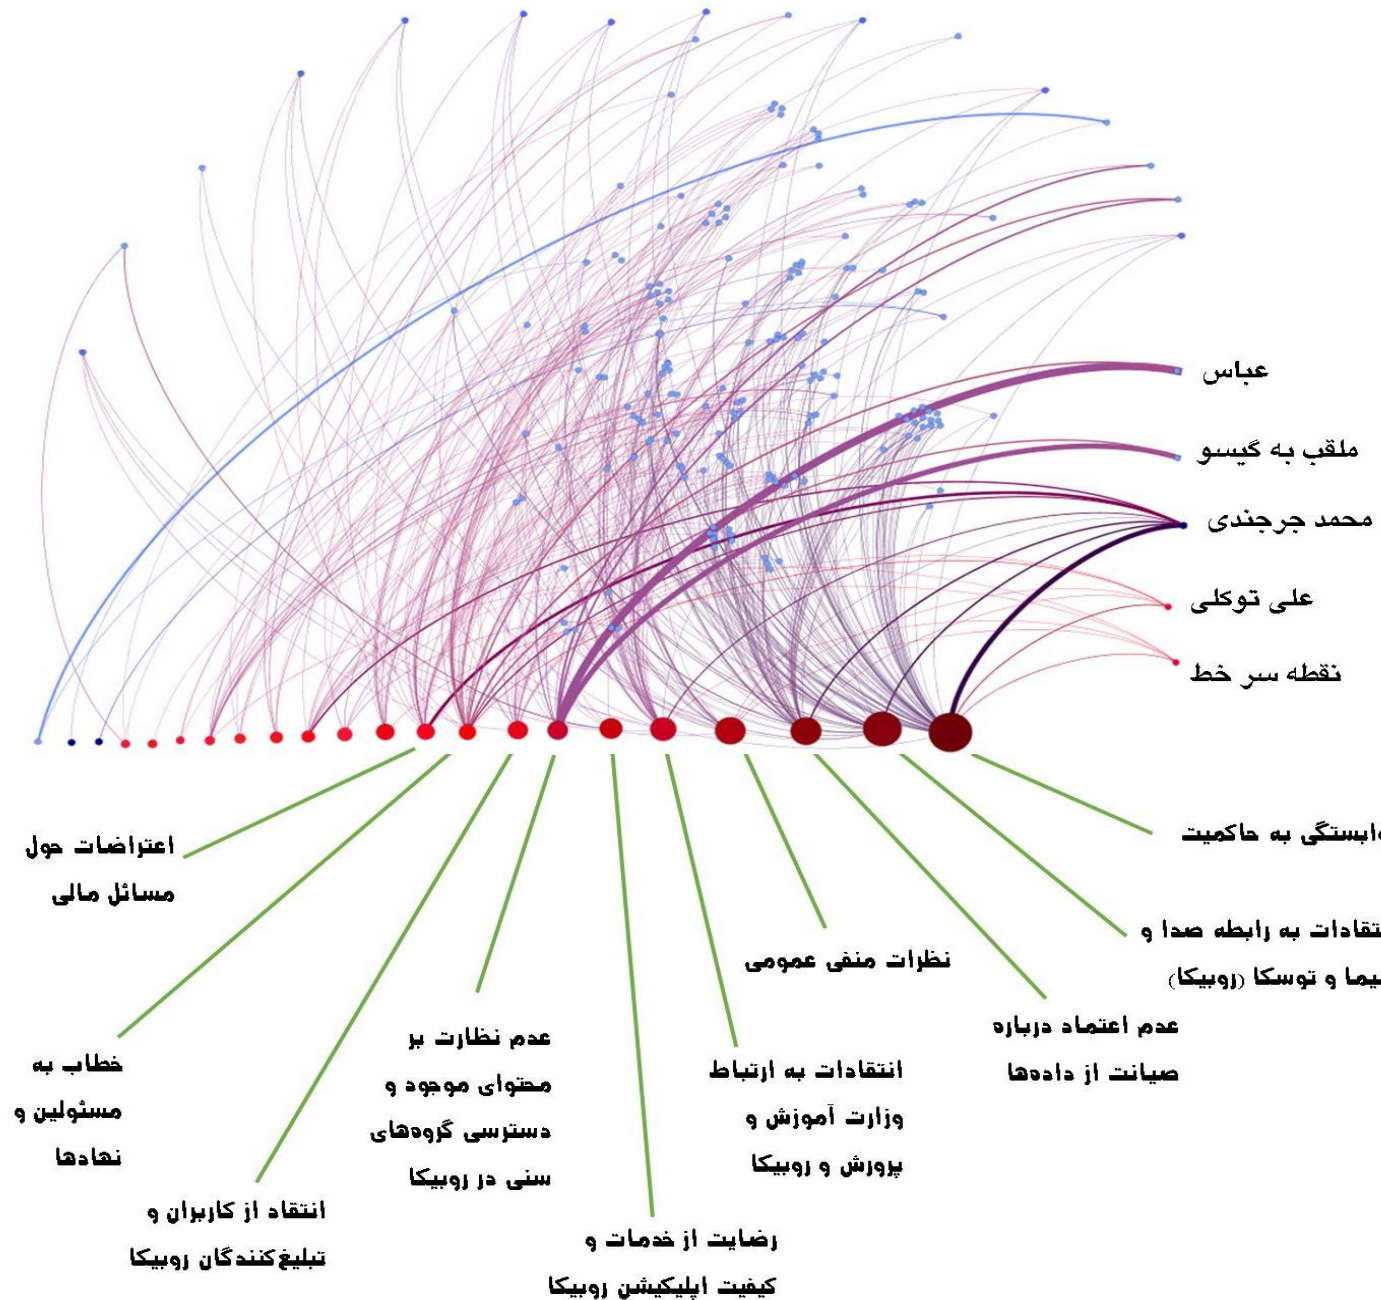 عباس
ملقب به گیسو
محمد جرجندی
علی توکلی
نقطه سر خط
وابستگی به حاکمیت
نتقادات به رابطه صدا و
یما و توسکا (روبیکا)
عدم اعتماد درباره
صیانت از داده‌ها
نظرات منفی عمومی
انتقادات به ارتباط
وزارت آموزش و
پرورش و روبیکا
رضایت از خدمات و
کیفیت اپلیکیشن روبیکا
عدم نظارت بر
محتوای موجود و
دسترسی گروه‌های
سنی در روبیکا
انتقاد از کاربران و
تبلیغ‌کنندگان روبیکا
خطاب به
مسئولین و
نهادها
اعتراضات حول
مسائل مالی